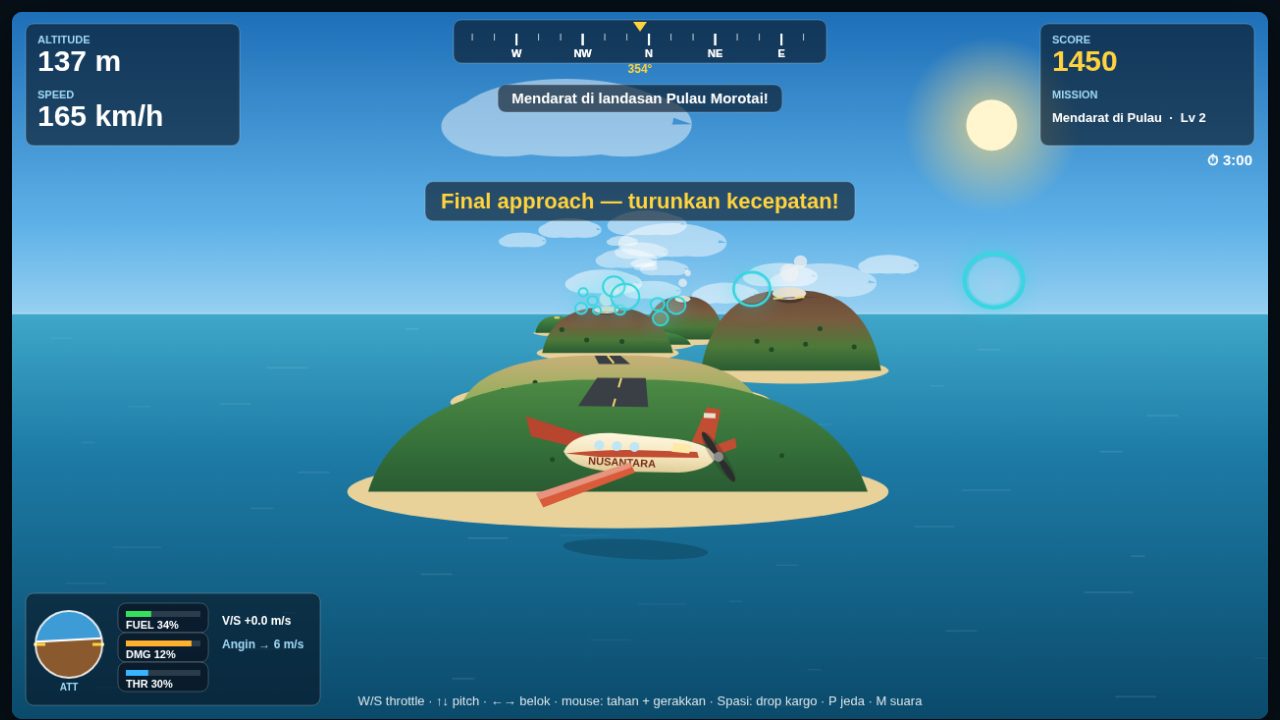 ALTITUDE
137 m
SPEED
165 km/h
W NW N NE E
354°
Mendarat di landasan Pulau Morotai!
SCORE
1450
MISSION
Mendarat di Pulau · Lv 2
⏱ 3:00
Final approach — turunkan kecepatan!
NUSANTARA
ATT
FUEL 34%
DMG 12%
THR 30%
V/S +0.0 m/s
Angin → 6 m/s
W/S throttle · ↑↓ pitch · ←→ belok · mouse: tahan + gerakkan · Spasi: drop kargo · P jeda · M suara